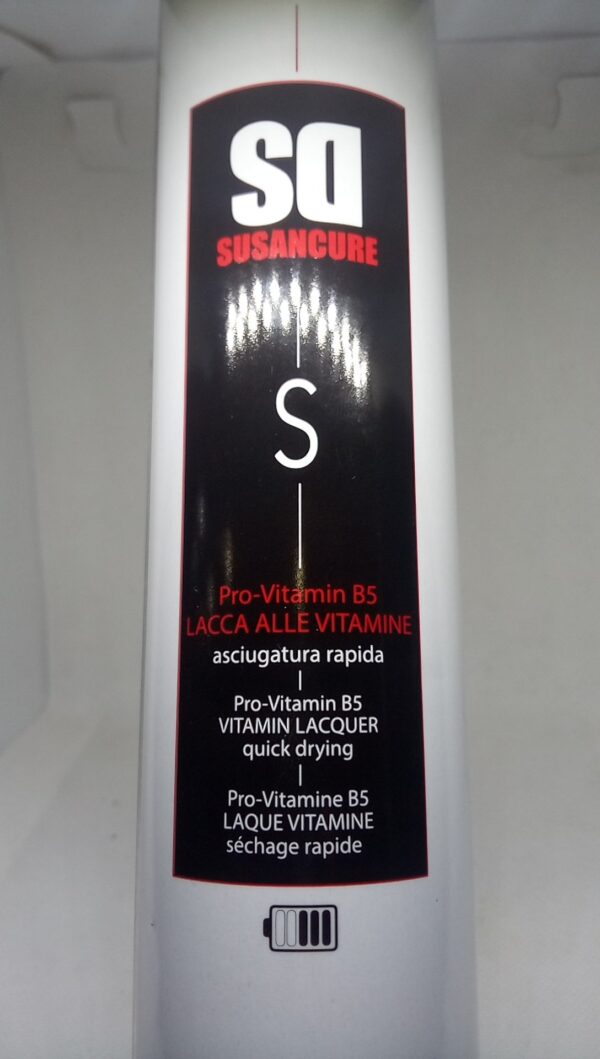 SD
SUSANCURE
S
Pro-Vitamin B5
LACCA ALLE VITAMINE
asciugatura rapida
Pro-Vitamin B5
VITAMIN LACQUER
quick drying
Pro-Vitamine B5
LAQUE VITAMINE
séchage rapide